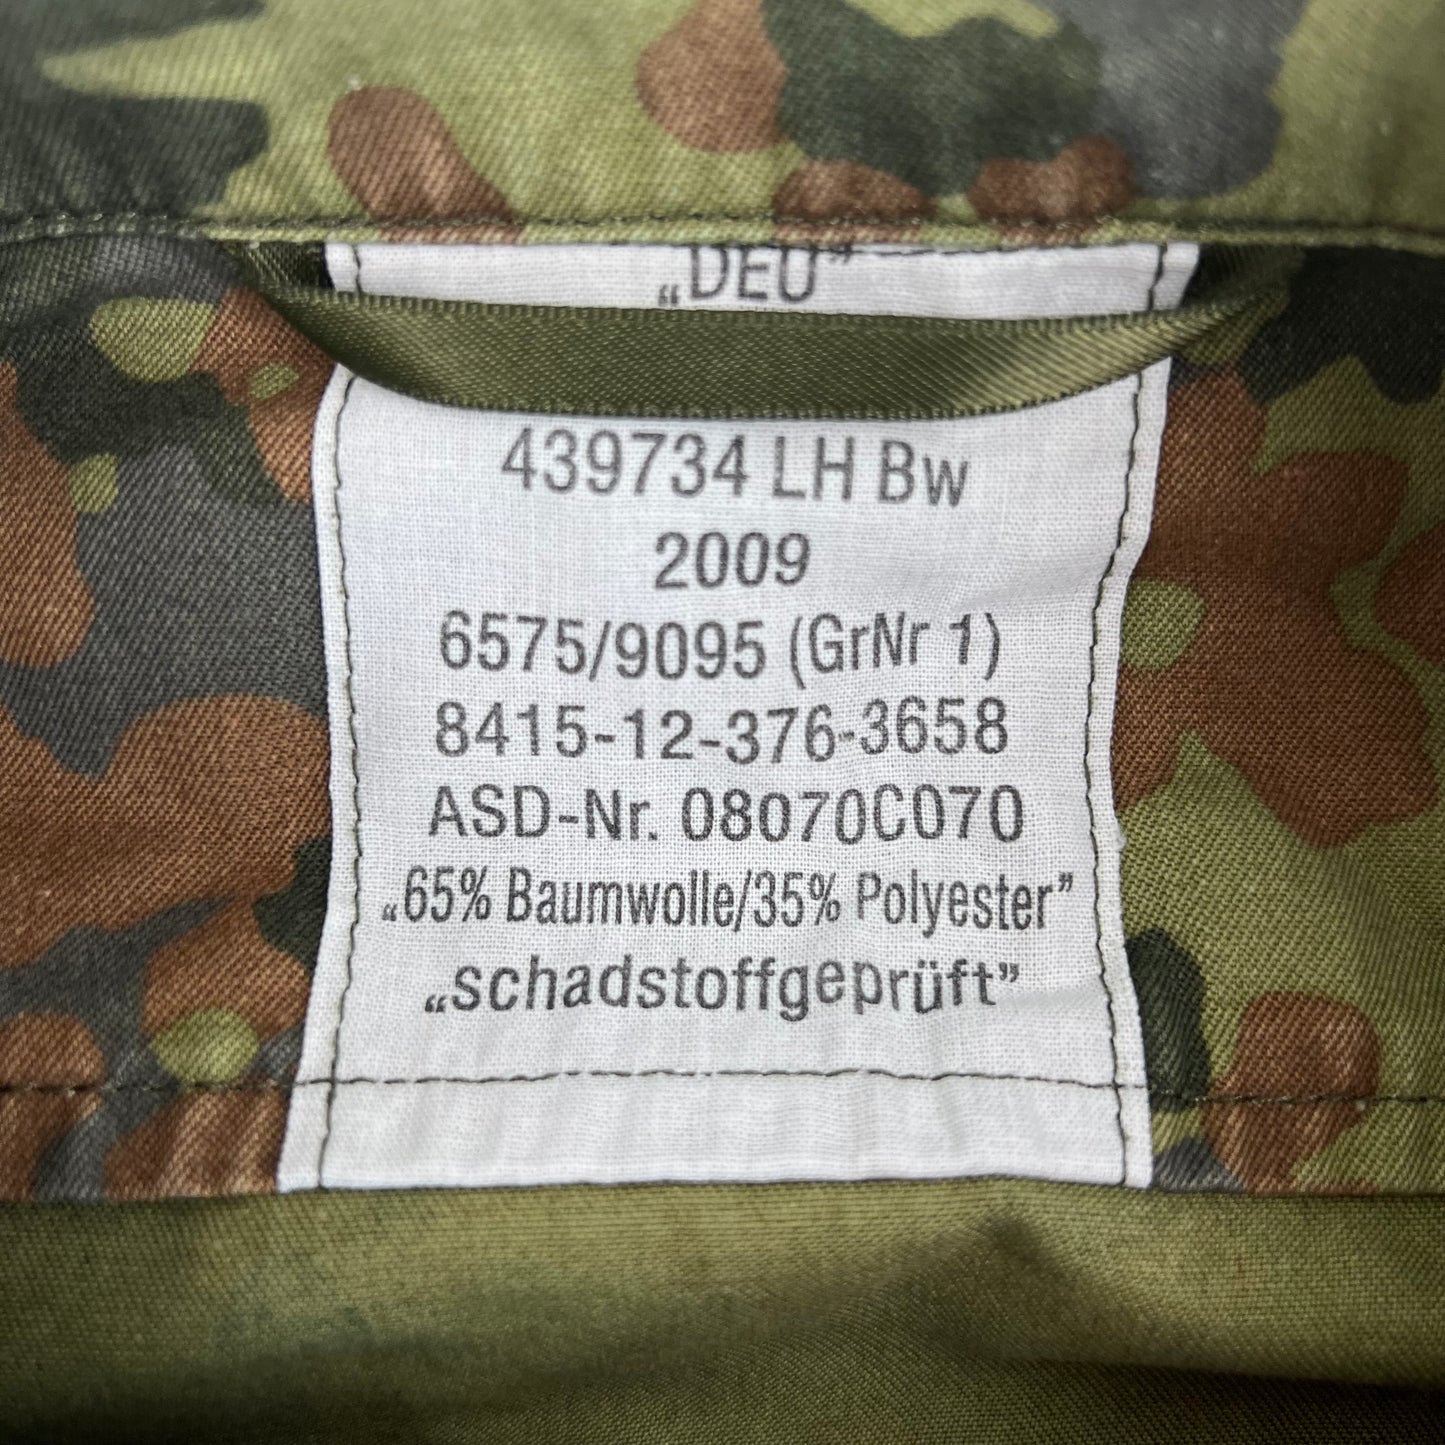 „DEU”
439734 LH Bw
2009
6575/9095 (GrNr 1)
8415-12-376-3658
ASD-Nr. 08070C070
„65% Baumwolle/35% Polyester”
„schadstoffgeprüft”